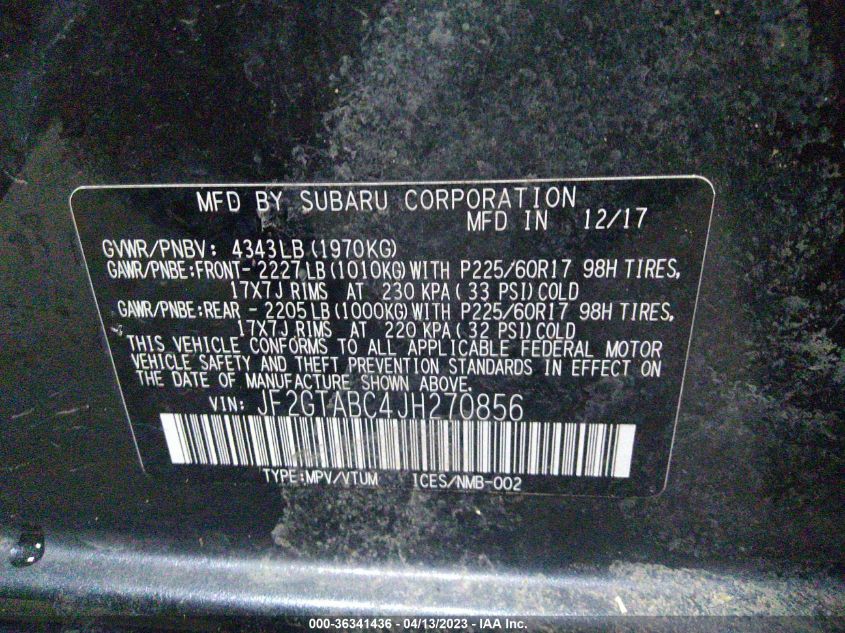 MFD BY SUBARU CORPORATION
MFD IN 12/17
GVWR/PNBV: 4343LB (1970KG)
GAWR/PNBE:FRONT- 2227 LB (1010KG) WITH P225/60R17 98H TIRES,
17X7J RIMS AT 230 KPA ( 33 PSI) COLD
GAWR/PNBE:REAR - 2205 LB (1000KG) WITH P225/60R17 98H TIRES,
17X7J RIMS AT 220 KPA ( 32 PSI) COLD
THIS VEHICLE CONFORMS TO ALL APPLICABLE FEDERAL MOTOR
VEHICLE SAFETY AND THEFT PREVENTION STANDARDS IN EFFECT ON
THE DATE OF MANUFACTURE SHOWN ABOVE.
VIN: JF2GTABC4JH270856
TYPE:MPV/VTUM ICES/NMB-002
000-36341436 - 04/13/2023 - IAA Inc.